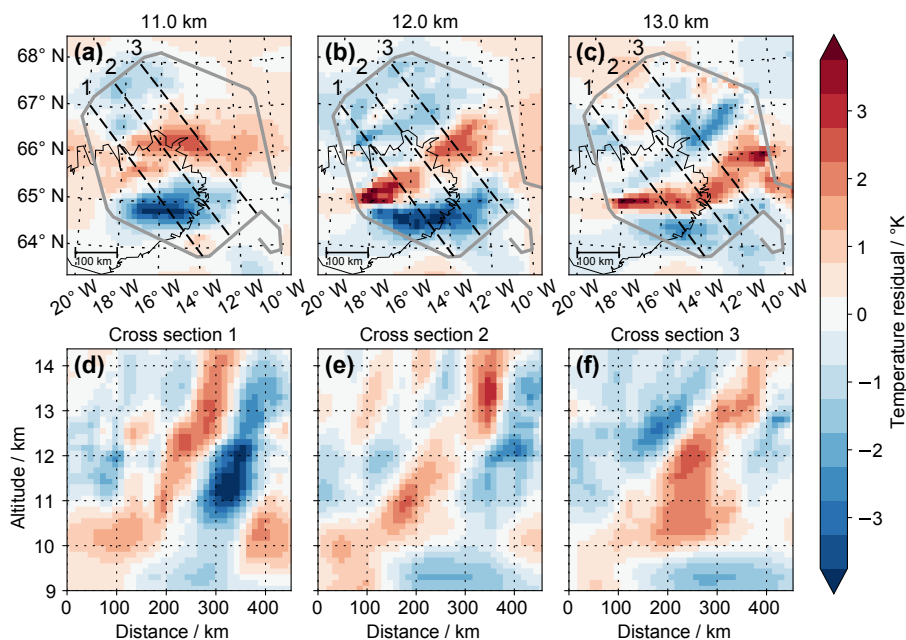 11.0 km 12.0 km 13.0 km
(a) (b) (c)
1 2 3
1 2 3
1 2 3
68° N
67° N
66° N
65° N
64° N
100 km 100 km 100 km
20° W 18° W 16° W 14° W 12° W 10° W
20° W 18° W 16° W 14° W 12° W 10° W
20° W 18° W 16° W 14° W 12° W 10° W
3
2
1
0
−1
−2
−3
Temperature residual / °K
Cross section 1 Cross section 2 Cross section 3
(d) (e) (f)
14
13
12
11
10
9
Altitude / km
0 100 200 300 400 0 100 200 300 400 0 100 200 300 400
Distance / km Distance / km Distance / km